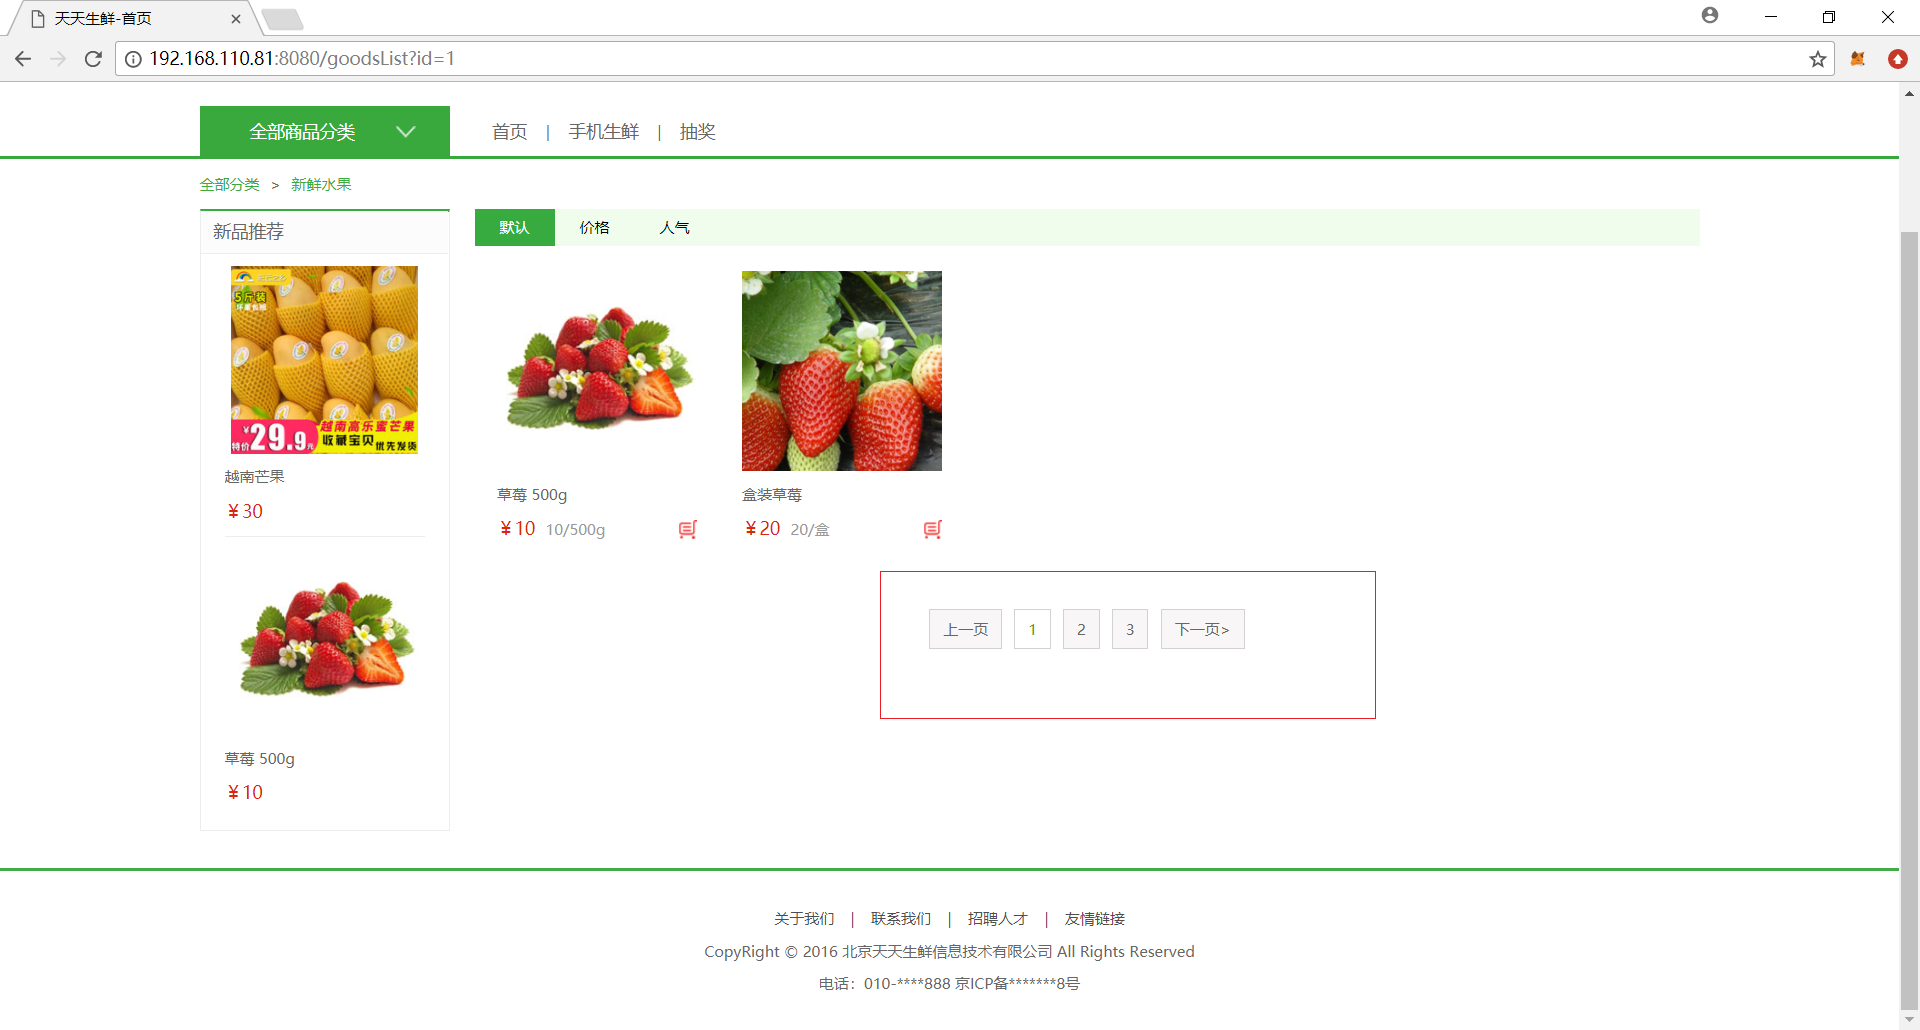 天天生鲜-首页
192.168.110.81:8080/goodsList?id=1
全部商品分类 首页 | 手机生鲜 | 抽奖
全部分类 > 新鲜水果
新品推荐
默认 价格 人气
5斤装
¥29.9元
特价
越南高乐蜜芒果
收藏宝贝优先发货
越南芒果
¥30
草莓 500g
¥10
草莓 500g
¥10 10/500g
盒装草莓
¥20 20/盒
上一页 1 2 3 下一页>
关于我们 | 联系我们 | 招聘人才 | 友情链接
CopyRight © 2016 北京天天生鲜信息技术有限公司 All Rights Reserved
电话：010-****888 京ICP备*******8号